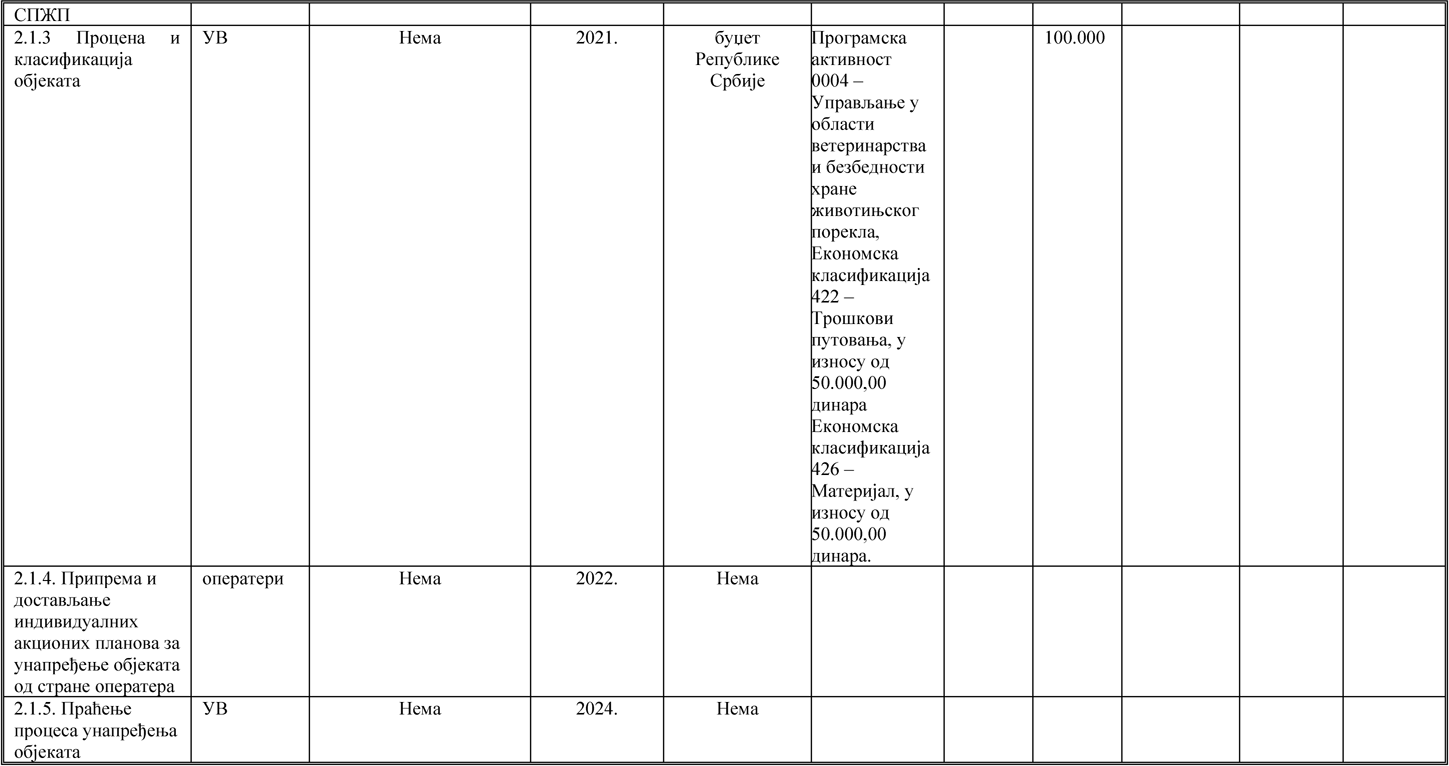 СПЖП
2.1.3 Процена и
класификација
објеката
УВ
Нема
2021.
буџет
Републике
Србије
Програмска
активност
0004 –
Управљање у
области
ветеринарства
и безбедности
хране
животињског
порекла,
Економска
класификација
422 –
Трошкови
путовања, у
износу од
50.000,00
динара
Економска
класификација
426 –
Материјал, у
износу од
50.000,00
динара.
100.000
2.1.4. Припрема и
достављање
индивидуалних
акционих планова за
унапређење објеката
од стране оператера
оператери
Нема
2022.
Нема
2.1.5. Праћење
процеса унапређења
објеката
УВ
Нема
2024.
Нема